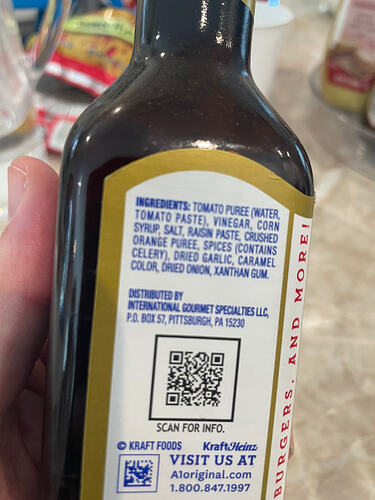 INGREDIENTS: TOMATO PUREE (WATER,
TOMATO PASTE), VINEGAR, CORN
SYRUP, SALT, RAISIN PASTE, CRUSHED
ORANGE PUREE, SPICES (CONTAINS
CELERY), DRIED GARLIC, CARAMEL
COLOR, DRIED ONION, XANTHAN GUM.
DISTRIBUTED BY
INTERNATIONAL GOURMET SPECIALTIES LLC,
P.O. BOX 57, PITTSBURGH, PA 15230
SCAN FOR INFO.
© KRAFT FOODS KraftHeinz
VISIT US AT
A1original.com
1.800.847.1997
BURGERS, AND MORE!